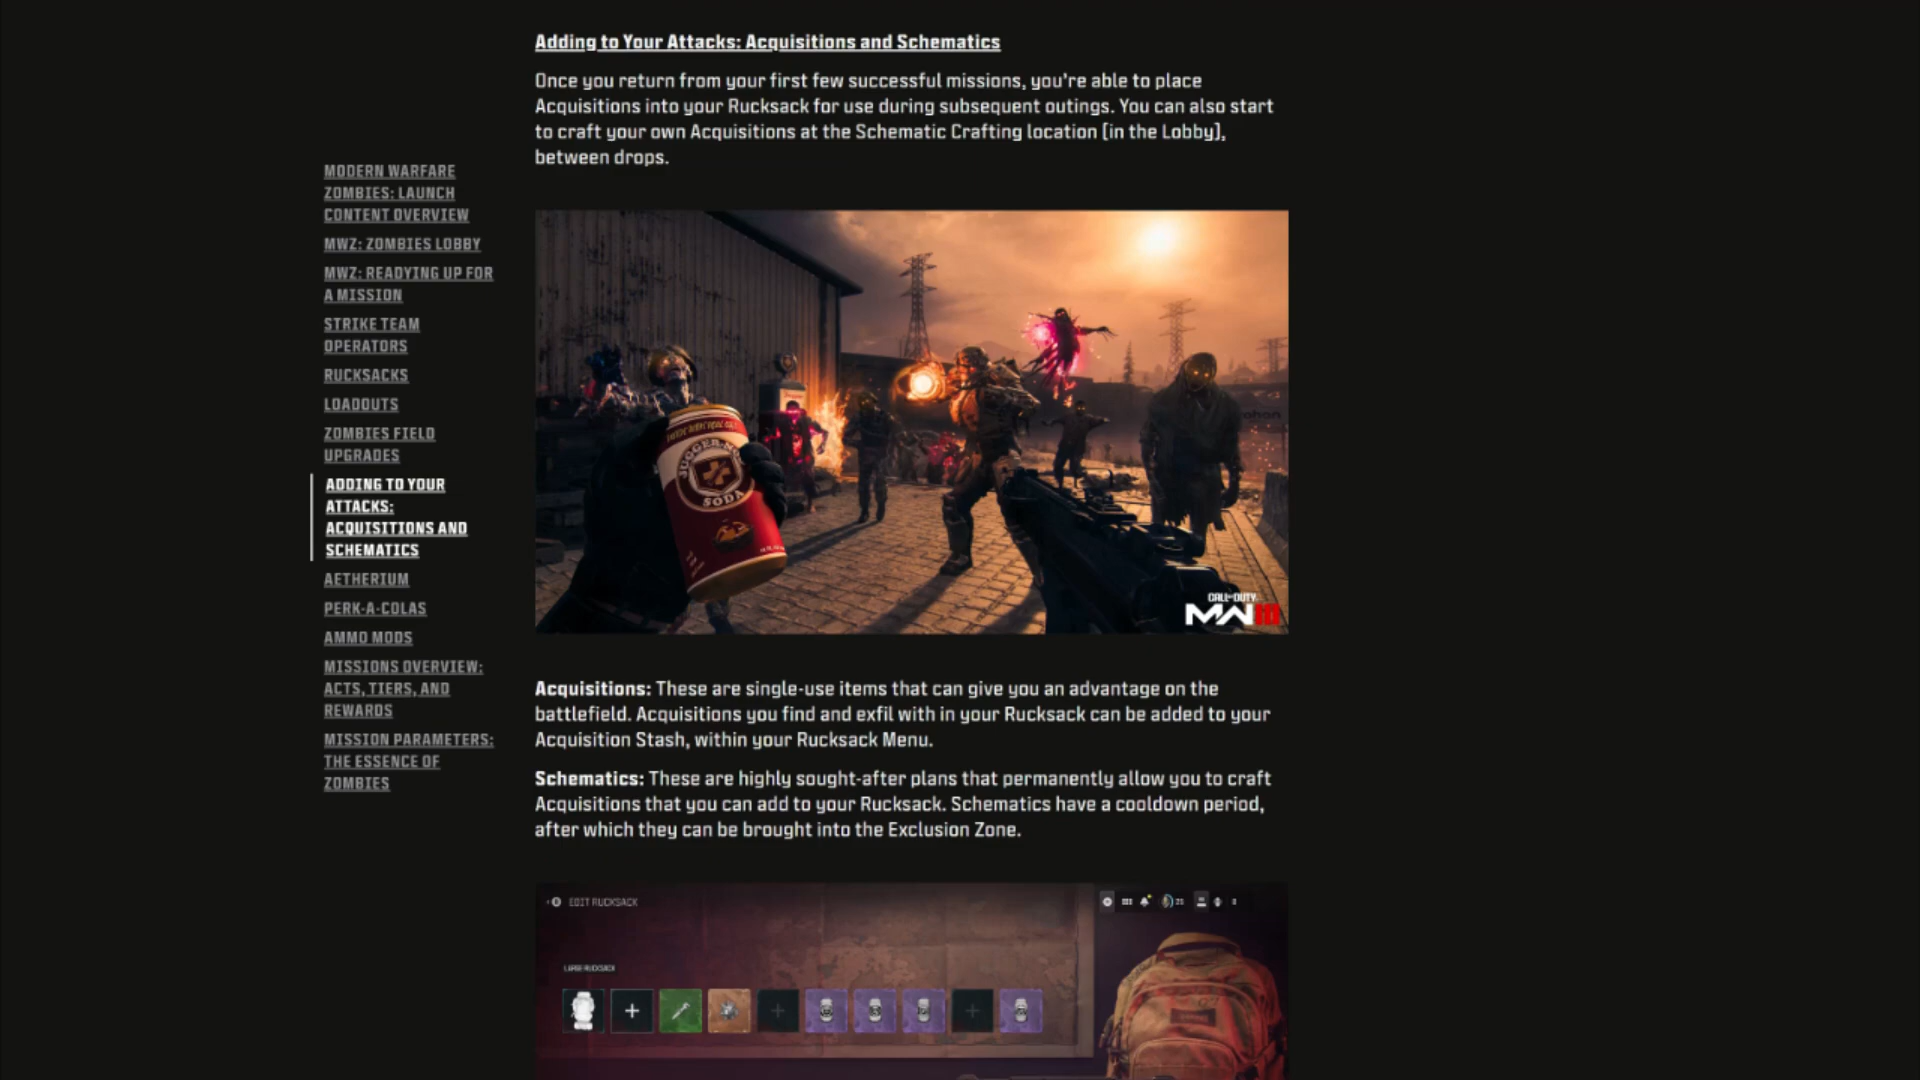 Adding to Your Attacks: Acquisitions and Schematics
Once you return from your first few successful missions, you're able to place
Acquisitions into your Rucksack for use during subsequent outings. You can also start
to craft your own Acquisitions at the Schematic Crafting location [in the Lobby],
between drops.
MODERN WARFARE
ZOMBIES: LAUNCH
CONTENT OVERVIEW
MWZ: ZOMBIES LOBBY
MWZ: READYING UP FOR
A MISSION
STRIKE TEAM
OPERATORS
RUCKSACKS
LOADOUTS
ZOMBIES FIELD
UPGRADES
ADDING TO YOUR
ATTACKS:
ACQUISITIONS AND
SCHEMATICS
AETHERIUM
PERK-A-COLAS
AMMO MODS
MISSIONS OVERVIEW:
ACTS, TIERS, AND
REWARDS
MISSION PARAMETERS:
THE ESSENCE OF
ZOMBIES
JUGGER-NOG
SODA
CALL OF DUTY
MWIII
Acquisitions: These are single-use items that can give you an advantage on the
battlefield. Acquisitions you find and exfil with in your Rucksack can be added to your
Acquisition Stash, within your Rucksack Menu.
Schematics: These are highly sought-after plans that permanently allow you to craft
Acquisitions that you can add to your Rucksack. Schematics have a cooldown period,
after which they can be brought into the Exclusion Zone.
EDIT RUCKSACK
LARGE RUCKSACK